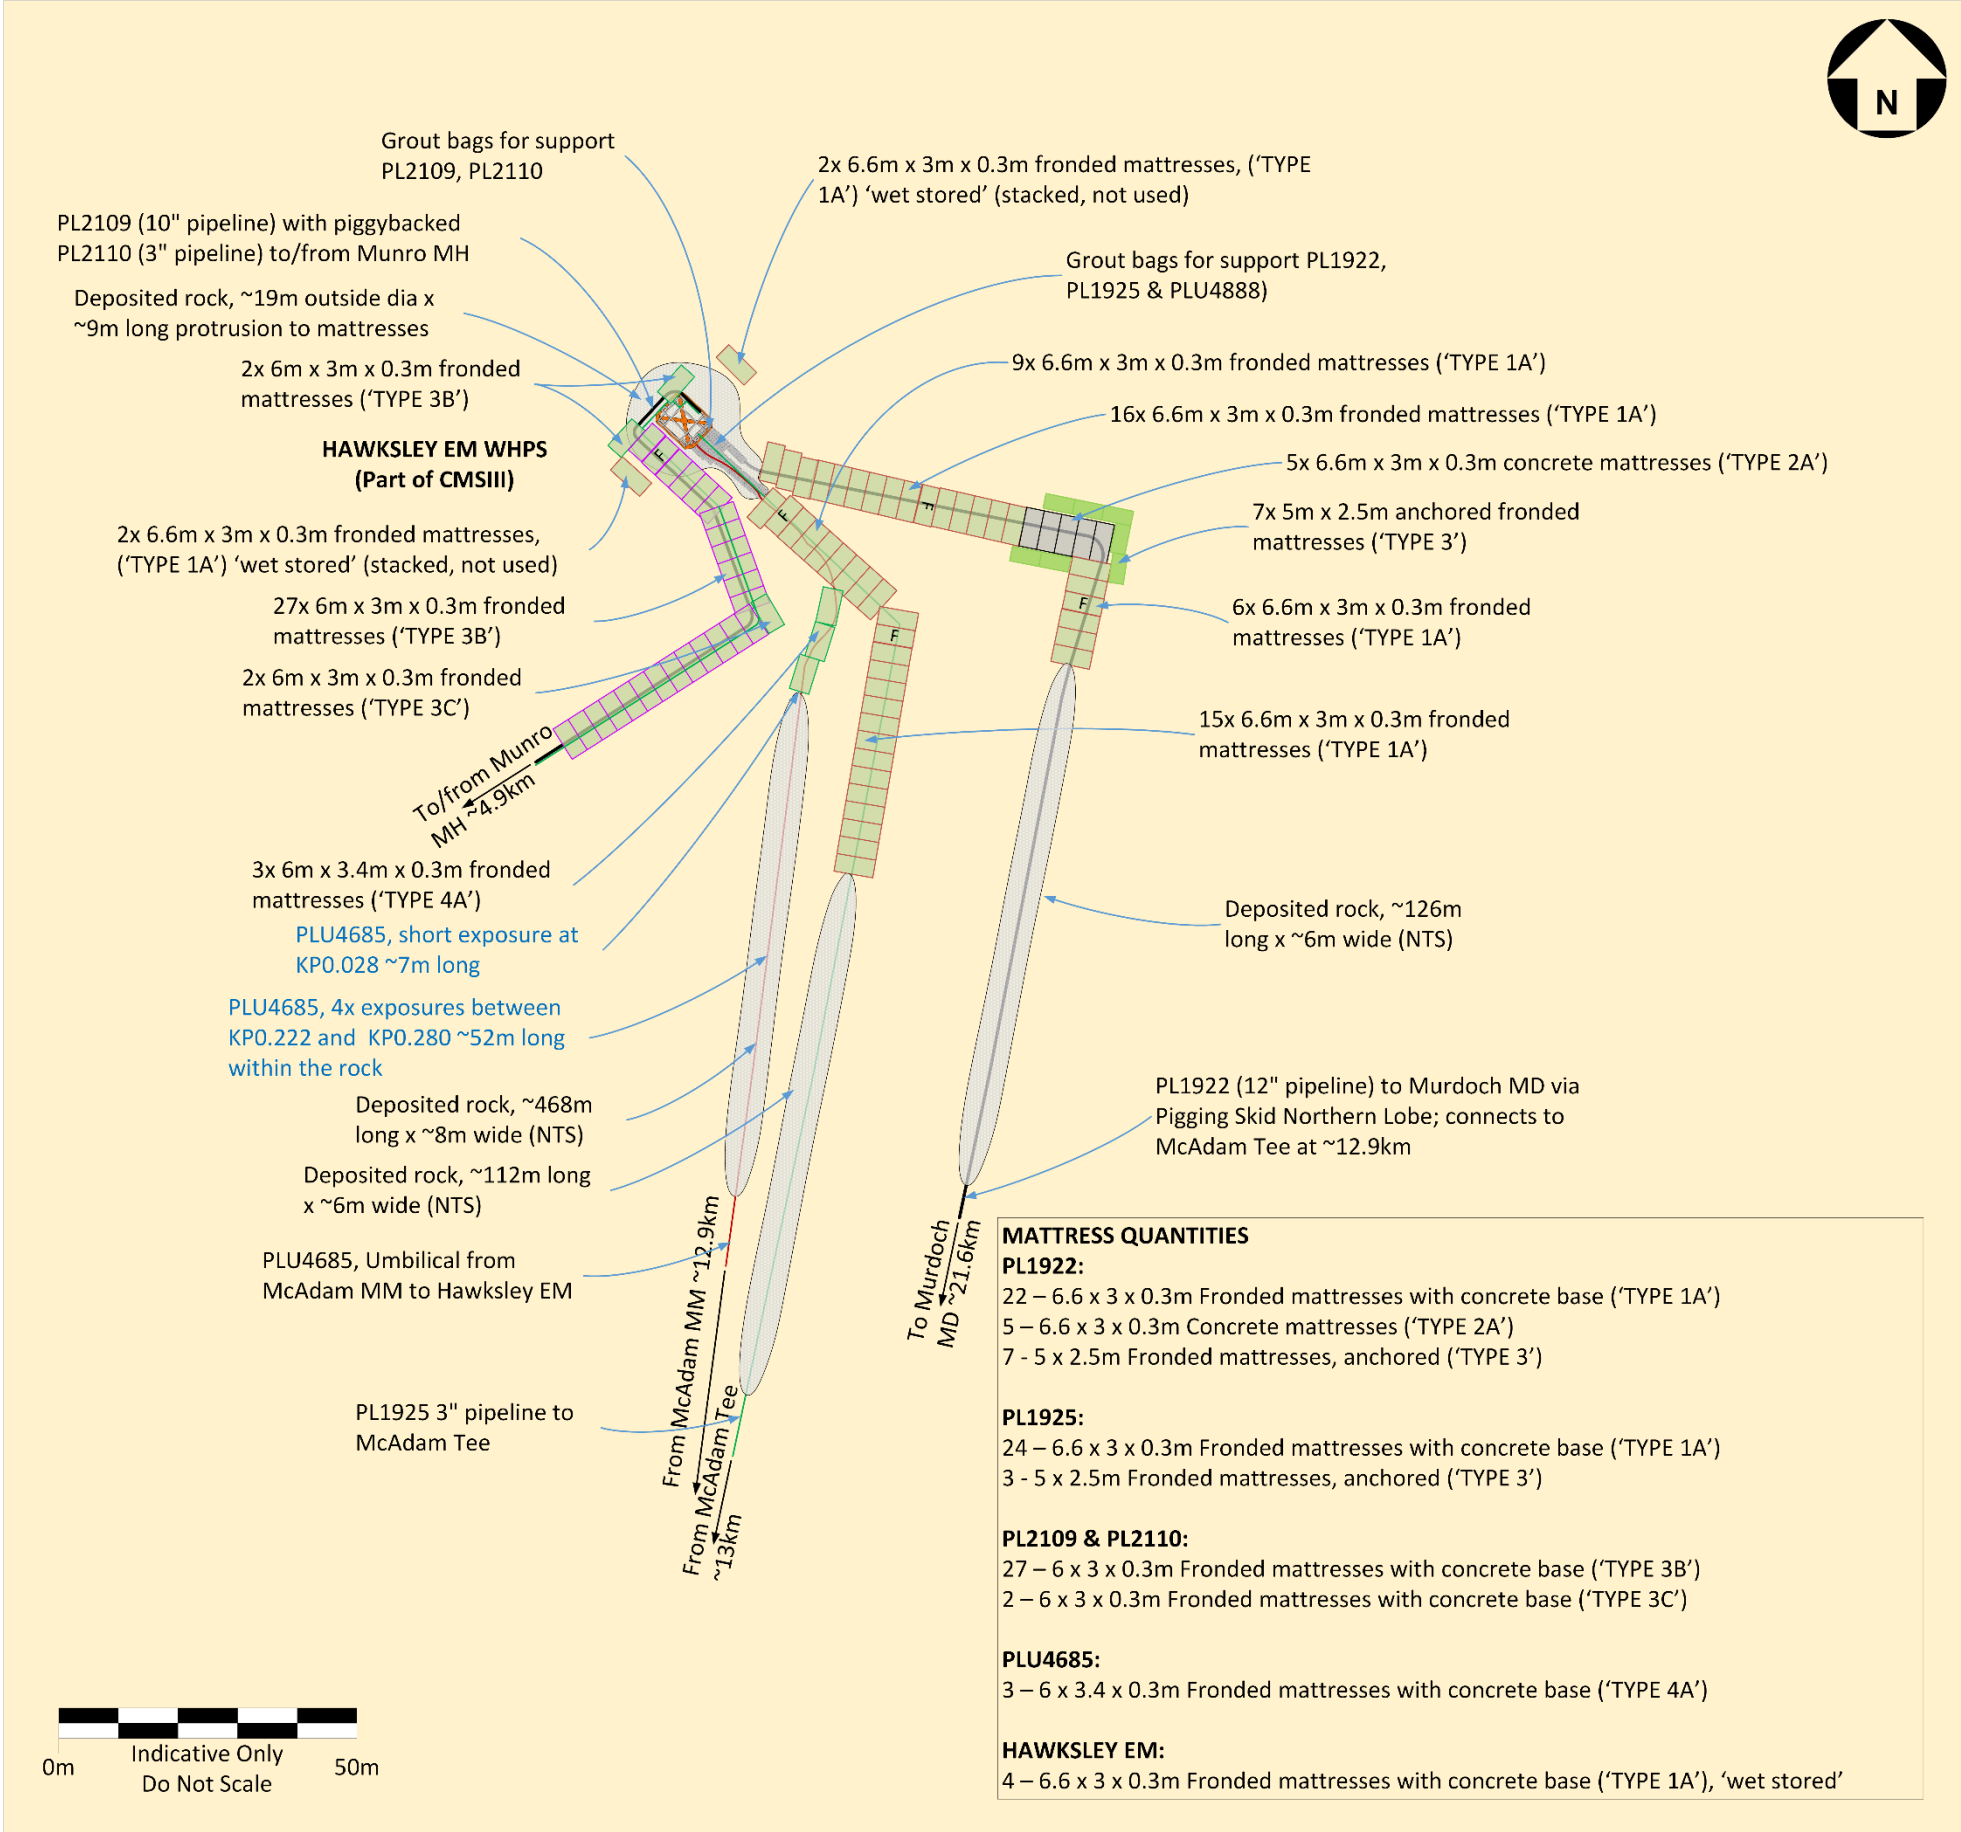 N
Grout bags for support
PL2109, PL2110
2x 6.6m x 3m x 0.3m fronded mattresses, (‘TYPE
1A’) ‘wet stored’ (stacked, not used)
PL2109 (10" pipeline) with piggybacked
PL2110 (3" pipeline) to/from Munro MH
Grout bags for support PL1922,
PL1925 & PLU4888)
Deposited rock, ~19m outside dia x
~9m long protrusion to mattresses
2x 6m x 3m x 0.3m fronded
mattresses (‘TYPE 3B’)
9x 6.6m x 3m x 0.3m fronded mattresses (‘TYPE 1A’)
16x 6.6m x 3m x 0.3m fronded mattresses (‘TYPE 1A’)
HAWKSLEY EM WHPS
(Part of CMSIII)
5x 6.6m x 3m x 0.3m concrete mattresses (‘TYPE 2A’)
7x 5m x 2.5m anchored fronded
mattresses (‘TYPE 3’)
F
F
F
F
F
2x 6.6m x 3m x 0.3m fronded mattresses,
(‘TYPE 1A’) ‘wet stored’ (stacked, not used)
27x 6m x 3m x 0.3m fronded
mattresses (‘TYPE 3B’)
6x 6.6m x 3m x 0.3m fronded
mattresses (‘TYPE 1A’)
2x 6m x 3m x 0.3m fronded
mattresses (‘TYPE 3C’)
15x 6.6m x 3m x 0.3m fronded
mattresses (‘TYPE 1A’)
To/from Munro
MH ~4.9km
3x 6m x 3.4m x 0.3m fronded
mattresses (‘TYPE 4A’)
PLU4685, short exposure at
KP0.028 ~7m long
Deposited rock, ~126m
long x ~6m wide (NTS)
PLU4685, 4x exposures between
KP0.222 and  KP0.280 ~52m long
within the rock
Deposited rock, ~468m
long x ~8m wide (NTS)
Deposited rock, ~112m long
x ~6m wide (NTS)
PL1922 (12" pipeline) to Murdoch MD via
Pigging Skid Northern Lobe; connects to
McAdam Tee at ~12.9km
PLU4685, Umbilical from
McAdam MM to Hawksley EM
From McAdam MM ~12.9km
To Murdoch
MD ~21.6km
PL1925 3" pipeline to
McAdam Tee
From McAdam Tee
~13km
MATTRESS QUANTITIES
PL1922:
22 – 6.6 x 3 x 0.3m Fronded mattresses with concrete base (‘TYPE 1A’)
5 – 6.6 x 3 x 0.3m Concrete mattresses (‘TYPE 2A’)
7 - 5 x 2.5m Fronded mattresses, anchored (‘TYPE 3’)
PL1925:
24 – 6.6 x 3 x 0.3m Fronded mattresses with concrete base (‘TYPE 1A’)
3 - 5 x 2.5m Fronded mattresses, anchored (‘TYPE 3’)
PL2109 & PL2110:
27 – 6 x 3 x 0.3m Fronded mattresses with concrete base (‘TYPE 3B’)
2 – 6 x 3 x 0.3m Fronded mattresses with concrete base (‘TYPE 3C’)
PLU4685:
3 – 6 x 3.4 x 0.3m Fronded mattresses with concrete base (‘TYPE 4A’)
HAWKSLEY EM:
4 – 6.6 x 3 x 0.3m Fronded mattresses with concrete base (‘TYPE 1A’), ‘wet stored’
0m
Indicative Only
Do Not Scale
50m